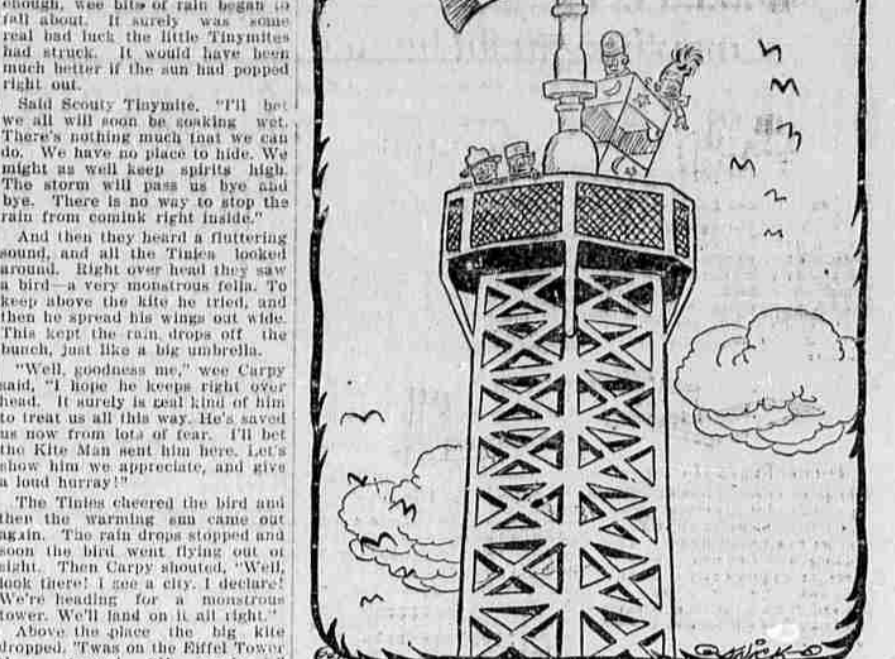 enough, wee bits of rain began to
fall about. It surely was some
real bad luck the little Tinymites
had struck. It would have been
much better if the sun had popped
right out.
Said Scouty Tinymite, "I'll bet
we all will soon be soaking wet.
There's nothing much that we can
do. We have no place to hide. We
might as well keep spirits high.
The storm will pass us bye and
bye. There is no way to stop the
rain from comink right inside."
And then they heard a fluttering
sound, and all the Tinies looked
around. Right over head they saw
a bird—a very monstrous fella. To
keep above the kite he tried, and
then he spread his wings out wide.
This kept the rain drops off the
bunch, just like a big umbrella.
"Well, goodness me," wee Carpy
said, "I hope he keeps right over
head. It surely is real kind of him
to treat us all this way. He's saved
us now from lots of fear. I'll bet
the Kite Man sent him here. Let's
show him we appreciate, and give
a loud hurray!"
The Tinies cheered the bird and
then the warming sun came out
again. The rain drops stopped and
soon the bird went flying out of
sight. Then Carpy shouted, "Well,
look there! I see a city. I declare!
We're heading for a monstrous
tower. We'll land on it all right."
Above the place the big kite
dropped. 'Twas on the Eiffel Tower